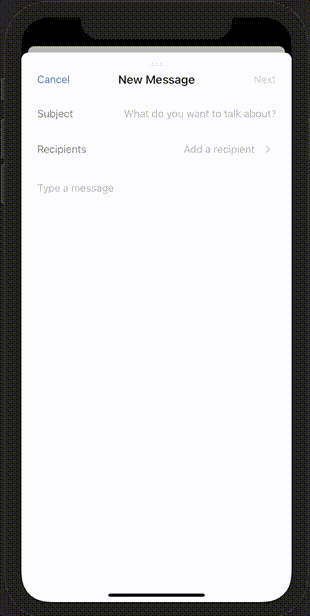 Cancel New Message Next
Subject What do you want to talk about?
Recipients Add a recipient
Type a message